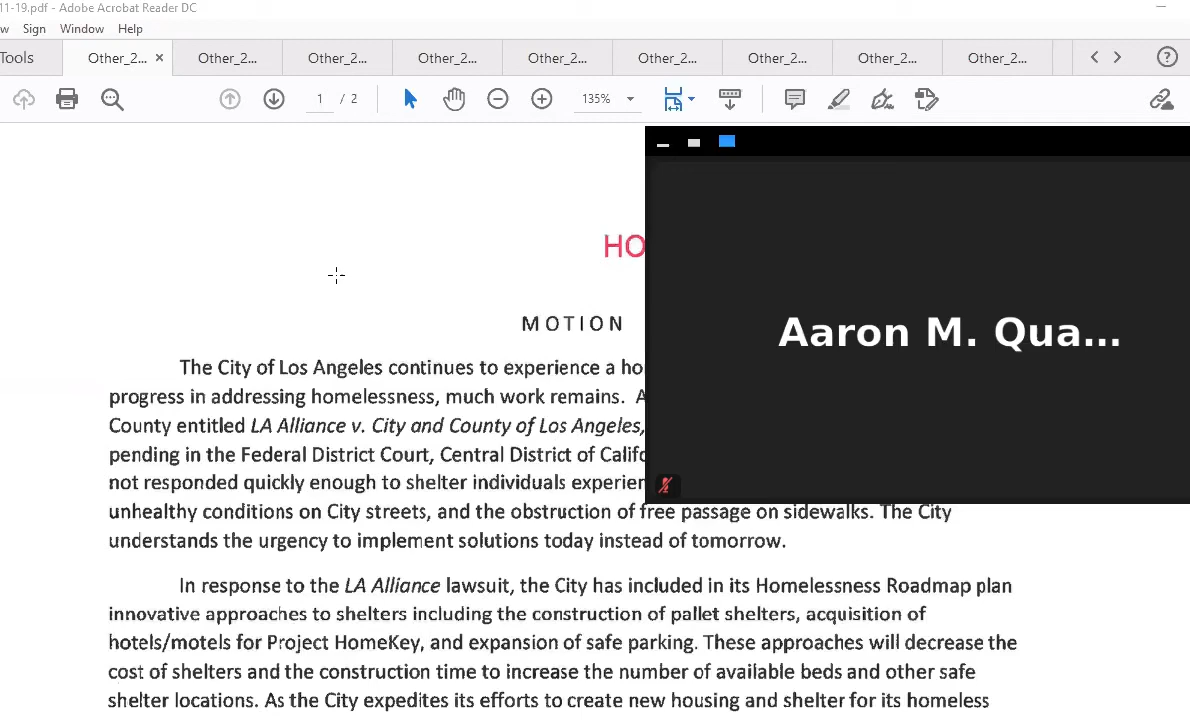 11-19.pdf - Adobe Acrobat Reader DC
w Sign Window Help
Tools Other_2... × Other_2... Other_2... Other_2... Other_2... Other_2... Other_2... Other_2... Other_2...
1 / 2 135%
HO
MOTION
Aaron M. Qua...
The City of Los Angeles continues to experience a ho
progress in addressing homelessness, much work remains. A
County entitled LA Alliance v. City and County of Los Angeles,
pending in the Federal District Court, Central District of Califo
not responded quickly enough to shelter individuals experien
unhealthy conditions on City streets, and the obstruction of free passage on sidewalks. The City
understands the urgency to implement solutions today instead of tomorrow.
In response to the LA Alliance lawsuit, the City has included in its Homelessness Roadmap plan
innovative approaches to shelters including the construction of pallet shelters, acquisition of
hotels/motels for Project HomeKey, and expansion of safe parking. These approaches will decrease the
cost of shelters and the construction time to increase the number of available beds and other safe
shelter locations. As the City expedites its efforts to create new housing and shelter for its homeless